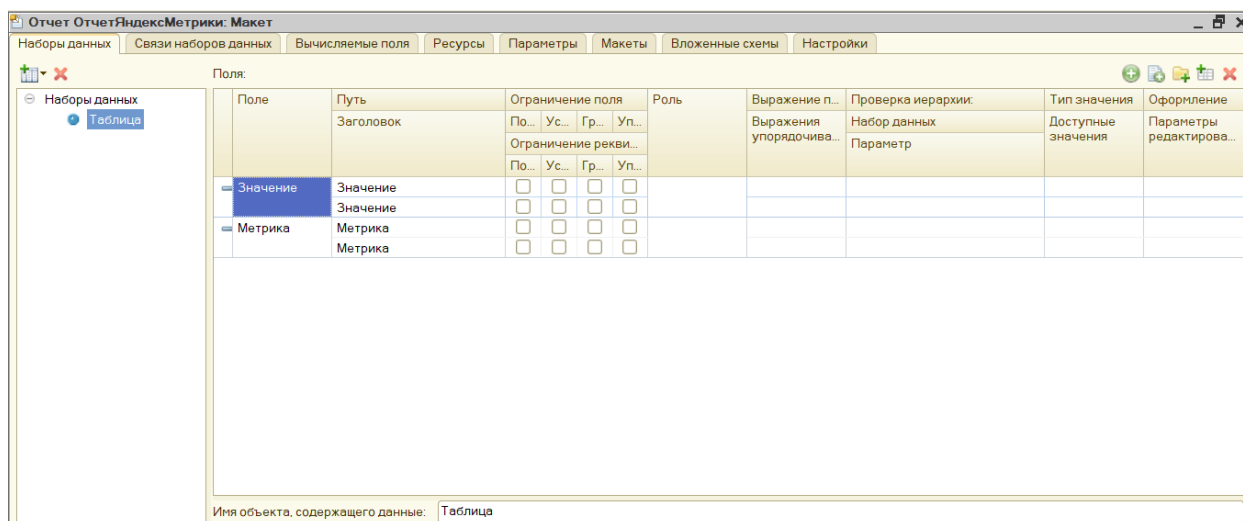 Отчет ОтчетЯндексМетрики: Макет
Наборы данных Связи наборов данных Вычисляемые поля Ресурсы Параметры Макеты Вложенные схемы Настройки
Поля:
Наборы данных
Таблица
Поле Путь Ограничение поля Роль Выражение п... Проверка иерархии: Тип значения Оформление
Заголовок По... Ус... Гр... Уп... Выражения упорядочива... Набор данных Доступные значения Параметры редактирова...
Ограничение рекви... Параметр
По... Ус... Гр... Уп...
Значение Значение
Значение
Метрика Метрика
Метрика
Имя объекта, содержащего данные: Таблица